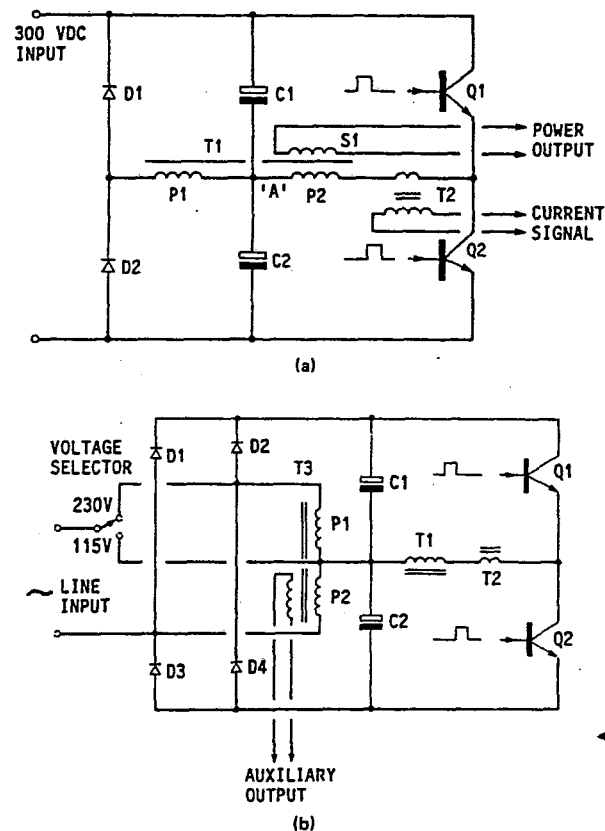 300 VDC
INPUT
D1
C1
Q1
S1
POWER
OUTPUT
T1
P1
'A'
P2
T2
CURRENT
SIGNAL
D2
C2
Q2
(a)
VOLTAGE
SELECTOR
D1
D2
T3
C1
Q1
230V
P1
T1
115V
T2
P2
~ LINE
INPUT
C2
Q2
D3
D4
AUXILIARY
OUTPUT
(b)